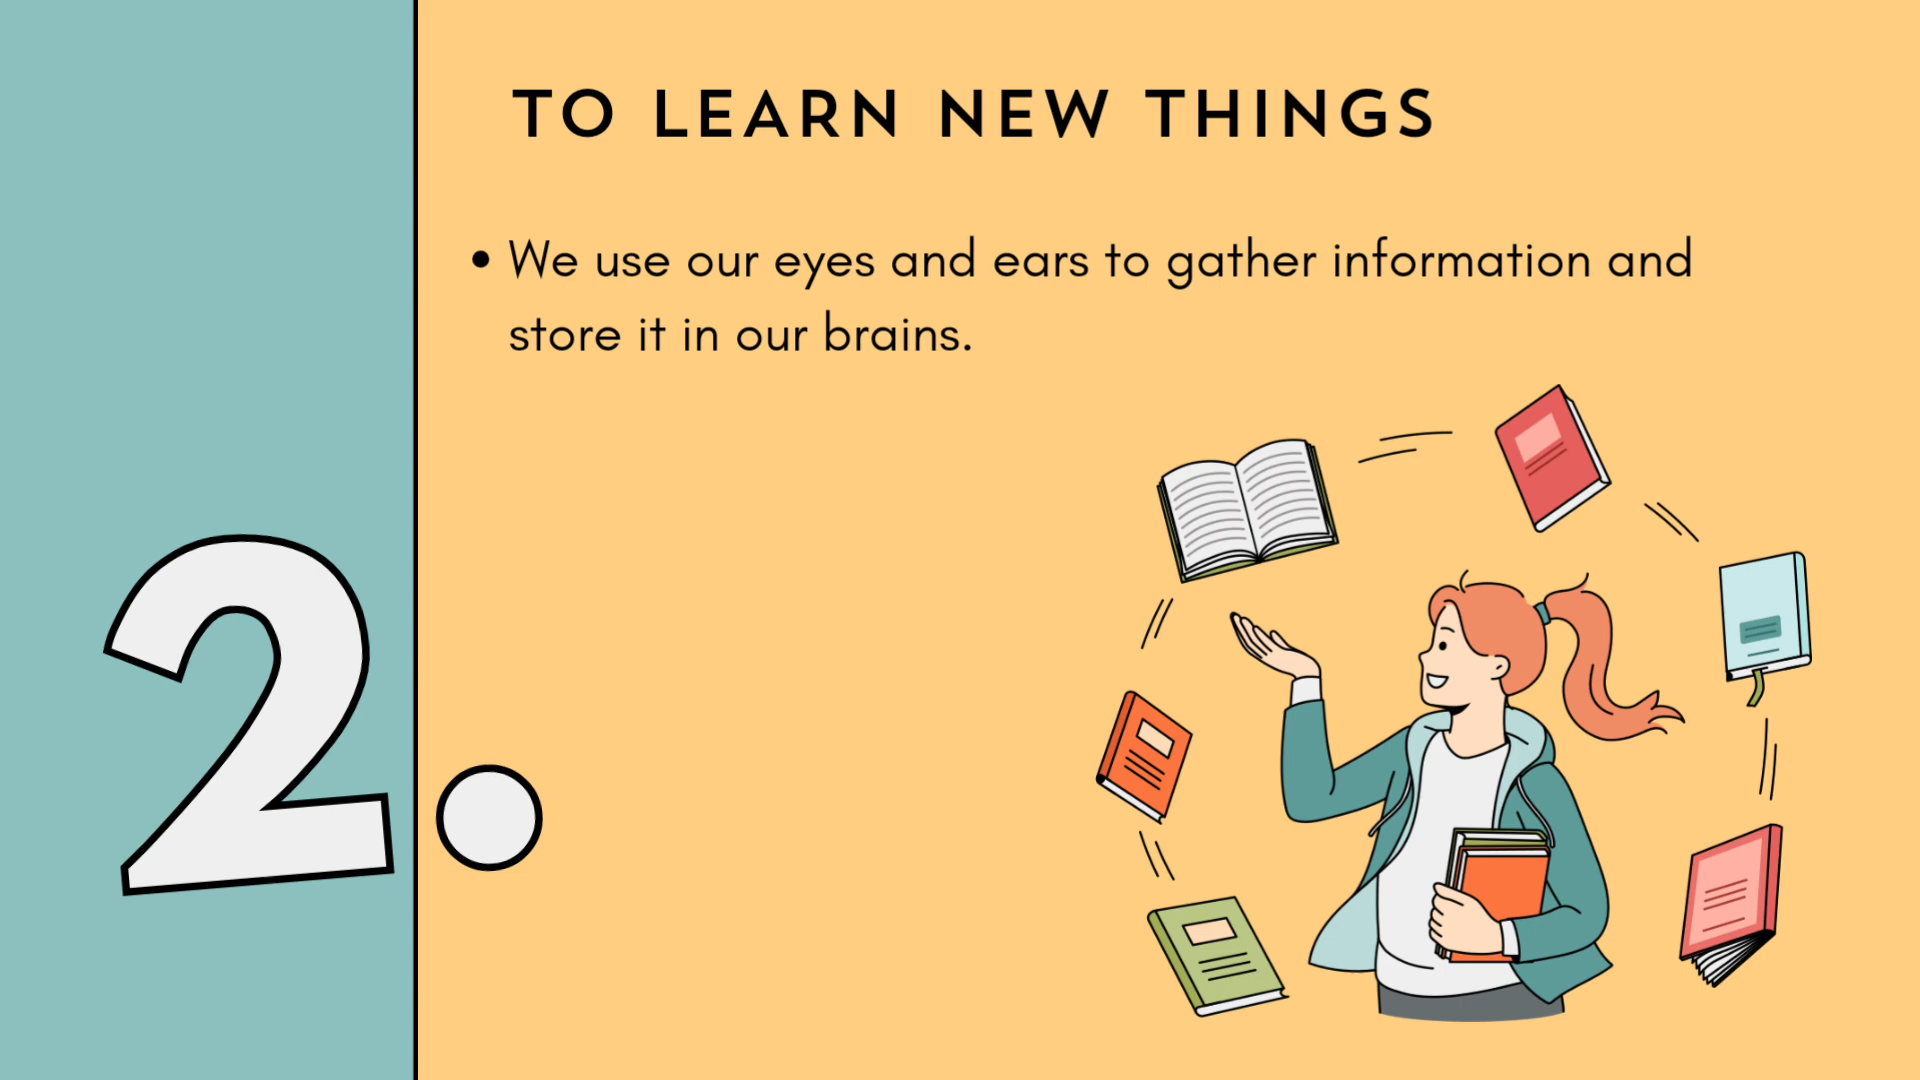 TO LEARN NEW THINGS
• We use our eyes and ears to gather information and
store it in our brains.
2.